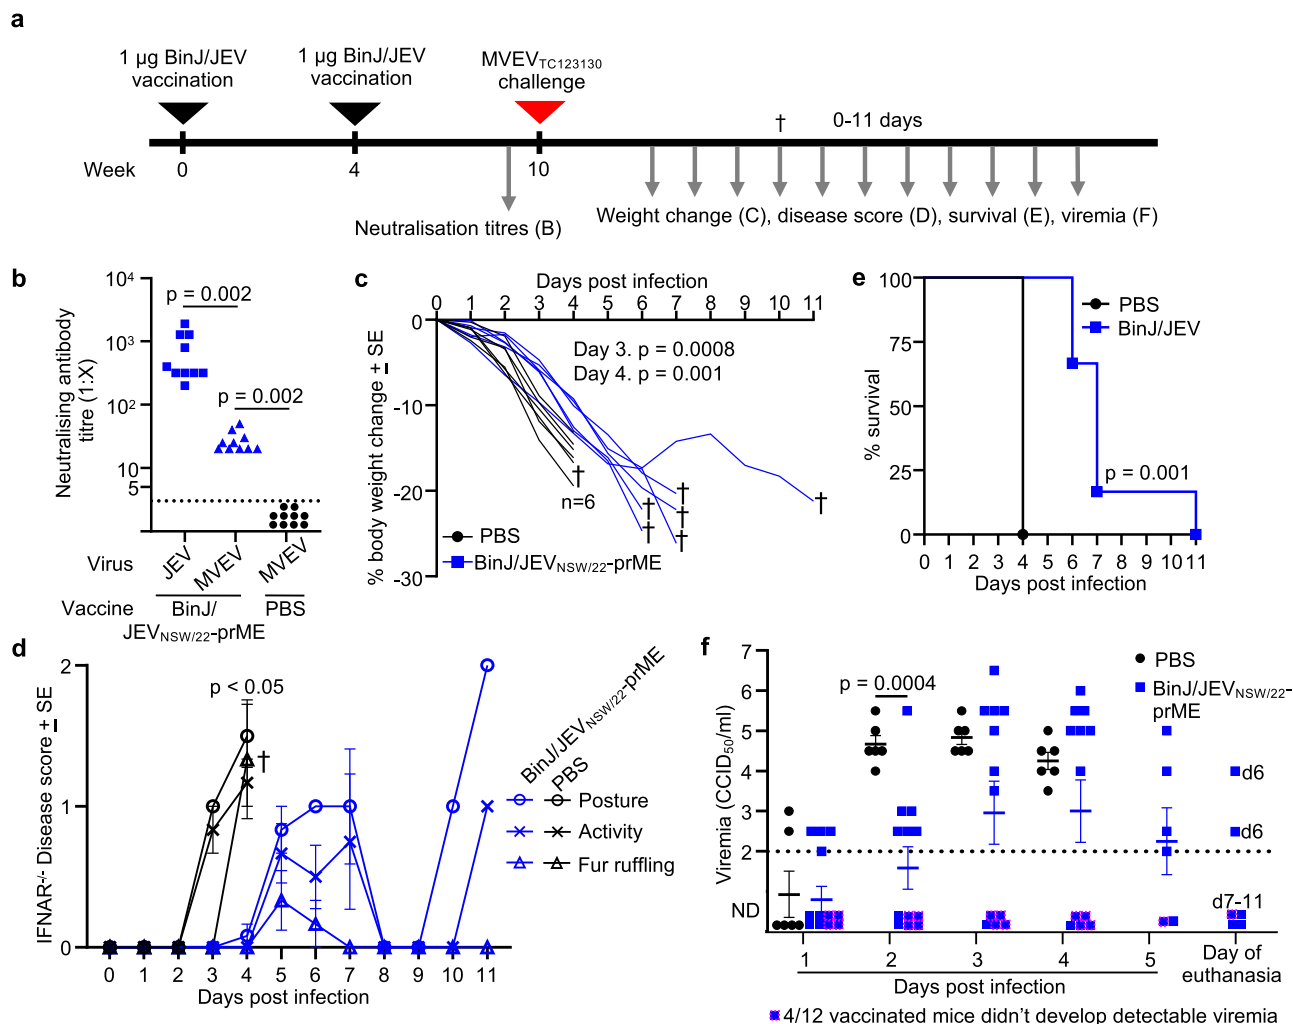 a
1 µg BinJ/JEV
vaccination
1 µg BinJ/JEV
vaccination
MVEVTC123130
challenge
† 0-11 days
Week 0 4 10
Neutralisation titres (B)
Weight change (C), disease score (D), survival (E), viremia (F)
b
Neutralising antibody
titre (1:X)
10⁴
10³
10²
10
5
p = 0.002
p = 0.002
Virus JEV MVEV MVEV
Vaccine BinJ/
JEVNSW/22-prME
PBS
c
Days post infection
0 1 2 3 4 5 6 7 8 9 10 11
% body weight change ± SE
0
-10
-20
-30
Day 3. p = 0.0008
Day 4. p = 0.001
†
n=6
† † † † †
PBS
BinJ/JEVNSW/22-prME
e
% survival
100
75
50
25
0
PBS
BinJ/JEV
p = 0.001
0 1 2 3 4 5 6 7 8 9 10 11
Days post infection
d
IFNAR-/- Disease score ± SE
2
1
0
p < 0.05
†
BinJ/JEVNSW/22-prME
PBS
Posture
Activity
Fur ruffling
0 1 2 3 4 5 6 7 8 9 10 11
Days post infection
f
Viremia (CCID50/ml)
7
6
5
4
3
2
ND
PBS
BinJ/JEVNSW/22-
prME
p = 0.0004
d6
d6
d7-11
1 2 3 4 5 Day of
euthanasia
Days post infection
4/12 vaccinated mice didn't develop detectable viremia